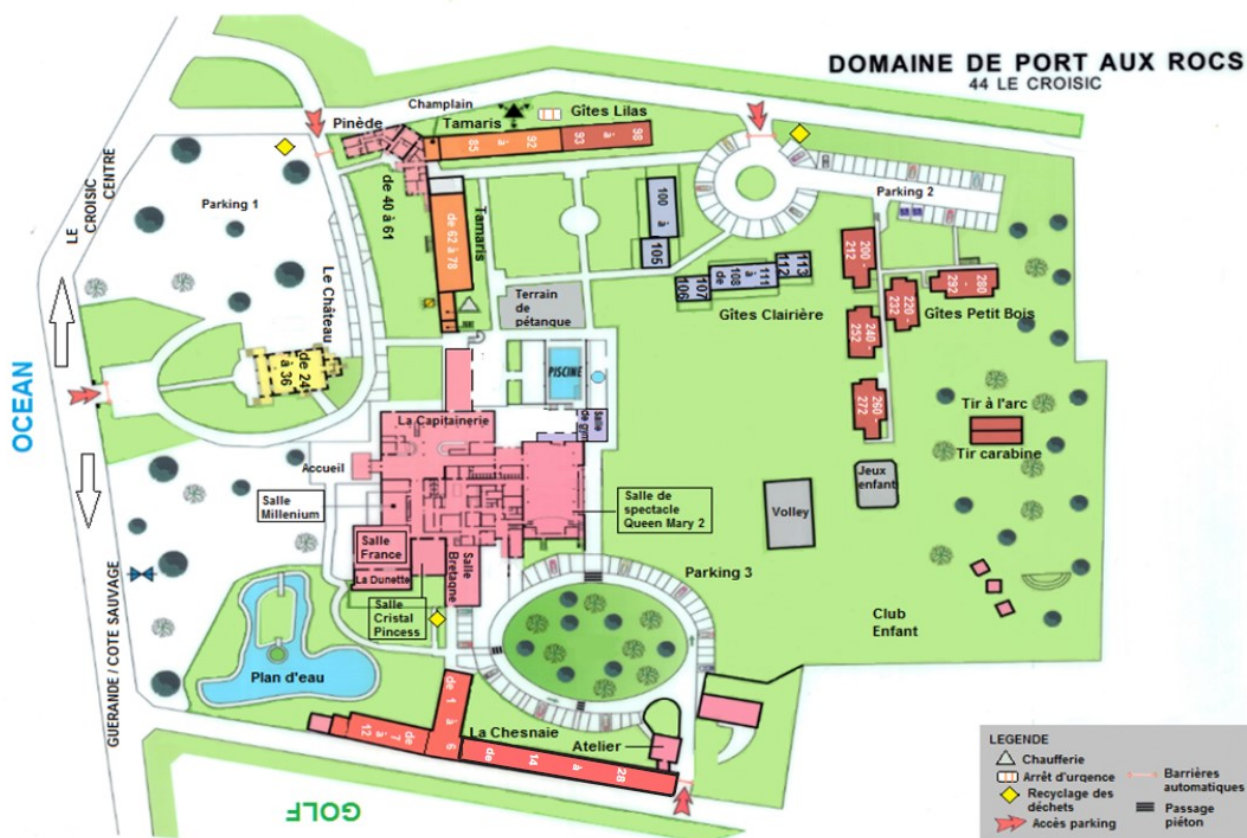 DOMAINE DE PORT AUX ROCS
44 LE CROISIC
Champlain
Pinède
Tamaris
Gîtes Lilas
85 à 92
93 à 98
LE CROISIC CENTRE
Parking 1
de 40 à 61
de 62 à 78
Tamaris
100 à 105
Parking 2
106 107
108 de à 111
112 113
Gîtes Clairière
200 - 212
220 - 232
280 - 292
Gîtes Petit Bois
240 - 252
260 - 272
Le Château
de 24 à 36
Terrain de pétanque
PISCINE
Salle de gym
OCEAN
La Capitainerie
Accueil
Salle Millenium
Salle France
La Dunette
Salle Bretagne
Salle Cristal Pincess
Salle de spectacle Queen Mary 2
Tir à l'arc
Tir carabine
Jeux enfant
Volley
Parking 3
Club Enfant
GUERANDE / COTE SAUVAGE
Plan d'eau
de 1 à 6
de 7 à 12
La Chesnaie
de 14 à 28
Atelier
GOLF
LEGENDE
Chaufferie
Arrêt d'urgence
Recyclage des déchets
Accès parking
Barrières automatiques
Passage piéton